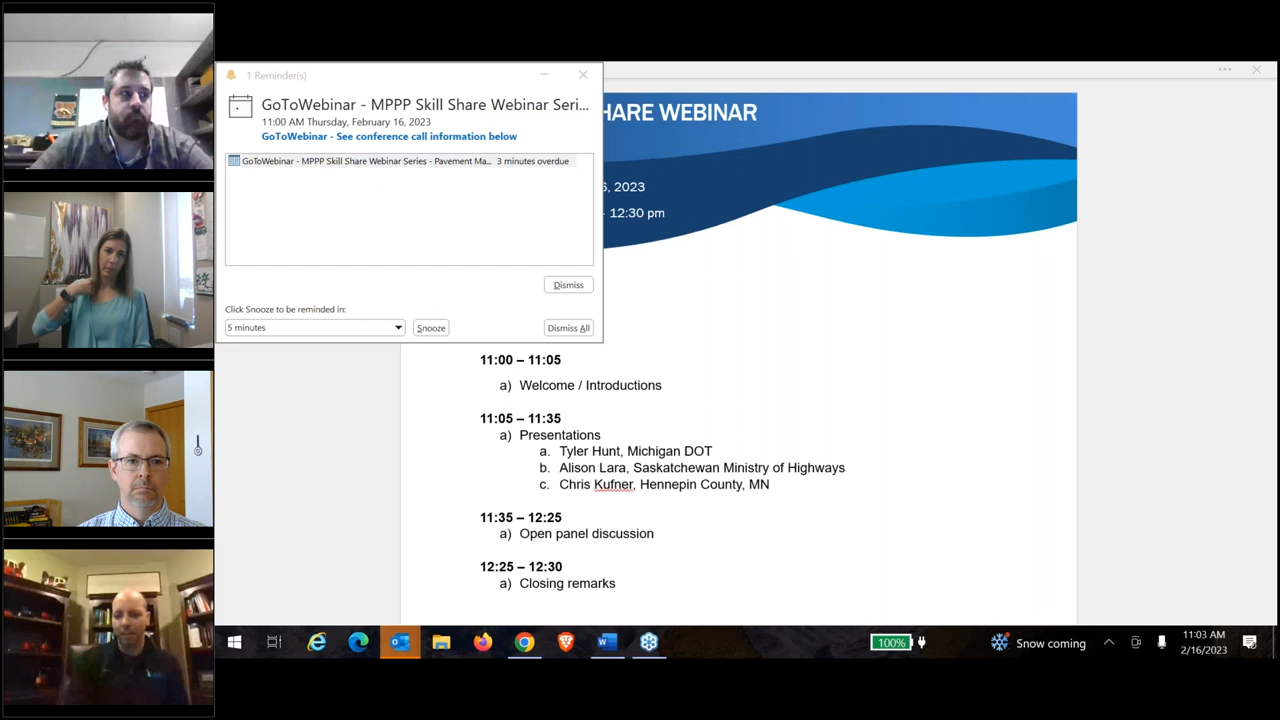 1 Reminder(s)
GoToWebinar - MPPP Skill Share Webinar Seri...
11:00 AM Thursday, February 16, 2023
GoToWebinar - See conference call information below
GoToWebinar - MPPP Skill Share Webinar Series - Pavement Ma... 3 minutes overdue
Dismiss
Click Snooze to be reminded in:
5 minutes
Snooze
Dismiss All
HARE WEBINAR
6, 2023
- 12:30 pm
11:00 – 11:05
a) Welcome / Introductions
11:05 – 11:35
a) Presentations
a. Tyler Hunt, Michigan DOT
b. Alison Lara, Saskatchewan Ministry of Highways
c. Chris Kufner, Hennepin County, MN
11:35 – 12:25
a) Open panel discussion
12:25 – 12:30
a) Closing remarks
100%
Snow coming
11:03 AM
2/16/2023